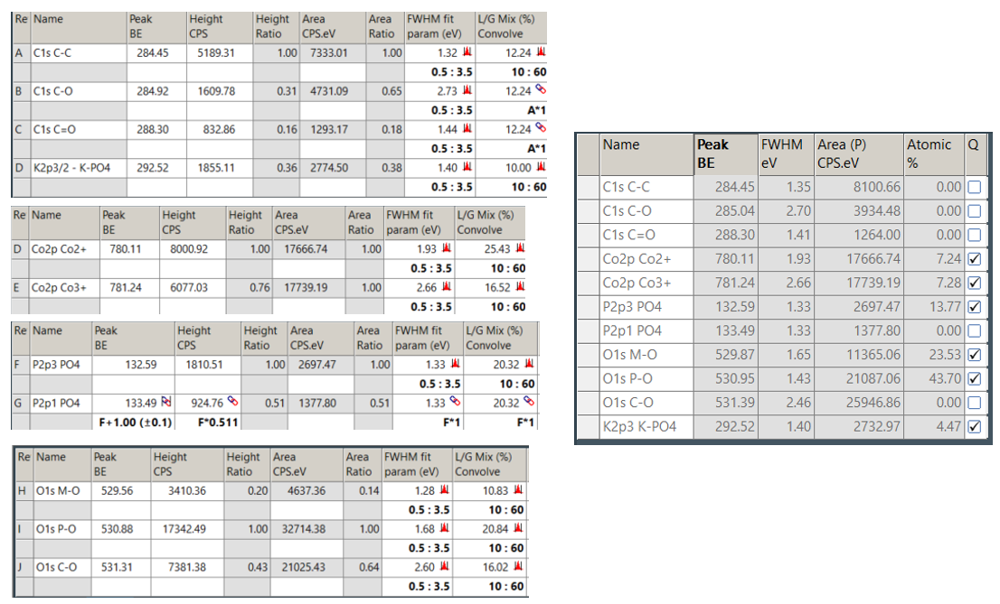 Re Name Peak BE Height CPS Height Ratio Area CPS.eV Area Ratio FWHM fit param (eV) L/G Mix (%) Convolve
A C1s C-C 284.45 5189.31 1.00 7333.01 1.00 1.32 12.24
0.5 : 3.5 10 : 60
B C1s C-O 284.92 1609.78 0.31 4731.09 0.65 2.73 12.24
0.5 : 3.5 A*1
C C1s C=O 288.30 832.86 0.16 1293.17 0.18 1.44 12.24
0.5 : 3.5 A*1
D K2p3/2 - K-PO4 292.52 1855.11 0.36 2774.50 0.38 1.40 10.00
0.5 : 3.5 10 : 60
Re Name Peak BE Height CPS Height Ratio Area CPS.eV Area Ratio FWHM fit param (eV) L/G Mix (%) Convolve
D Co2p Co2+ 780.11 8000.92 1.00 17666.74 1.00 1.93 25.43
0.5 : 3.5 10 : 60
E Co2p Co3+ 781.24 6077.03 0.76 17739.19 1.00 2.66 16.52
0.5 : 3.5 10 : 60
Re Name Peak BE Height CPS Height Ratio Area CPS.eV Area Ratio FWHM fit param (eV) L/G Mix (%) Convolve
F P2p3 PO4 132.59 1810.51 1.00 2697.47 1.00 1.33 20.32
0.5 : 3.5 10 : 60
G P2p1 PO4 133.49 924.76 0.51 1377.80 0.51 1.33 20.32
F+1.00 (±0.1) F*0.511 F*1 F*1
Re Name Peak BE Height CPS Height Ratio Area CPS.eV Area Ratio FWHM fit param (eV) L/G Mix (%) Convolve
H O1s M-O 529.56 3410.36 0.20 4637.36 0.14 1.28 10.83
0.5 : 3.5 10 : 60
I O1s P-O 530.88 17342.49 1.00 32714.38 1.00 1.68 20.84
0.5 : 3.5 10 : 60
J O1s C-O 531.31 7381.38 0.43 21025.43 0.64 2.60 16.02
0.5 : 3.5 10 : 60
Name Peak BE FWHM eV Area (P) CPS.eV Atomic % Q
C1s C-C 284.45 1.35 8100.66 0.00
C1s C-O 285.04 2.70 3934.48 0.00
C1s C=O 288.30 1.41 1264.00 0.00
Co2p Co2+ 780.11 1.93 17666.74 7.24
Co2p Co3+ 781.24 2.66 17739.19 7.28
P2p3 PO4 132.59 1.33 2697.47 13.77
P2p1 PO4 133.49 1.33 1377.80 0.00
O1s M-O 529.87 1.65 11365.06 23.53
O1s P-O 530.95 1.43 21087.06 43.70
O1s C-O 531.39 2.46 25946.86 0.00
K2p3 K-PO4 292.52 1.40 2732.97 4.47